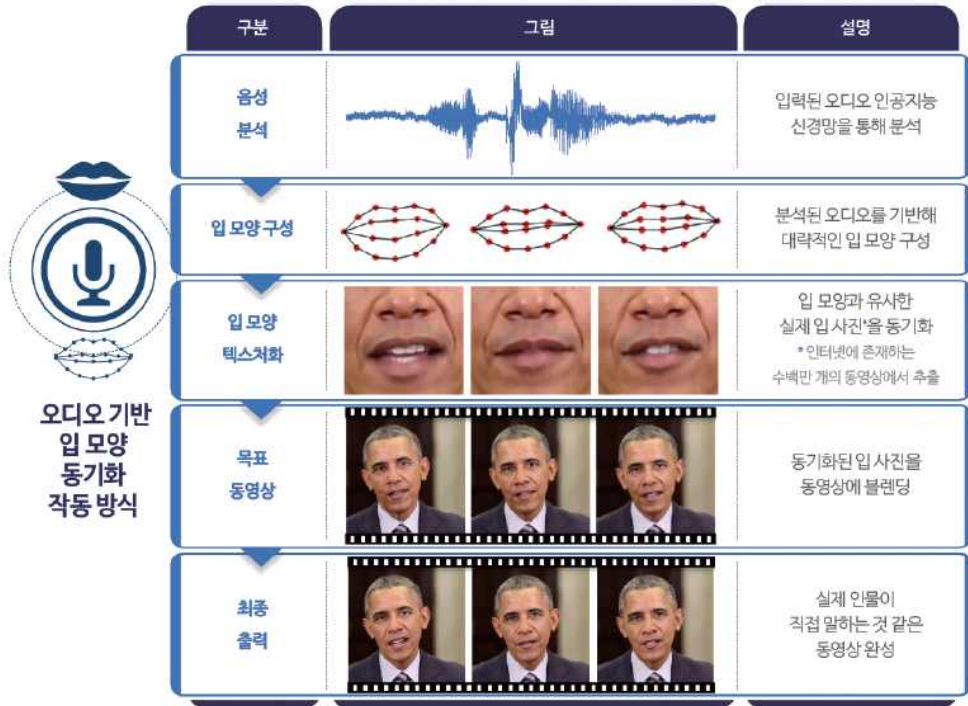 구분
그림
설명
음성
분석
입력된 오디오 인공지능
신경망을 통해 분석
입 모양 구성
분석된 오디오를 기반해
대략적인 입 모양 구성
입 모양
텍스처화
입 모양과 유사한
실제 입 사진*을 동기화
* 인터넷에 존재하는
수백만 개의 동영상에서 추출
오디오 기반
입 모양
동기화
작동 방식
목표
동영상
동기화된 입 사진을
동영상에 블렌딩
최종
출력
실제 인물이
직접 말하는 것 같은
동영상 완성